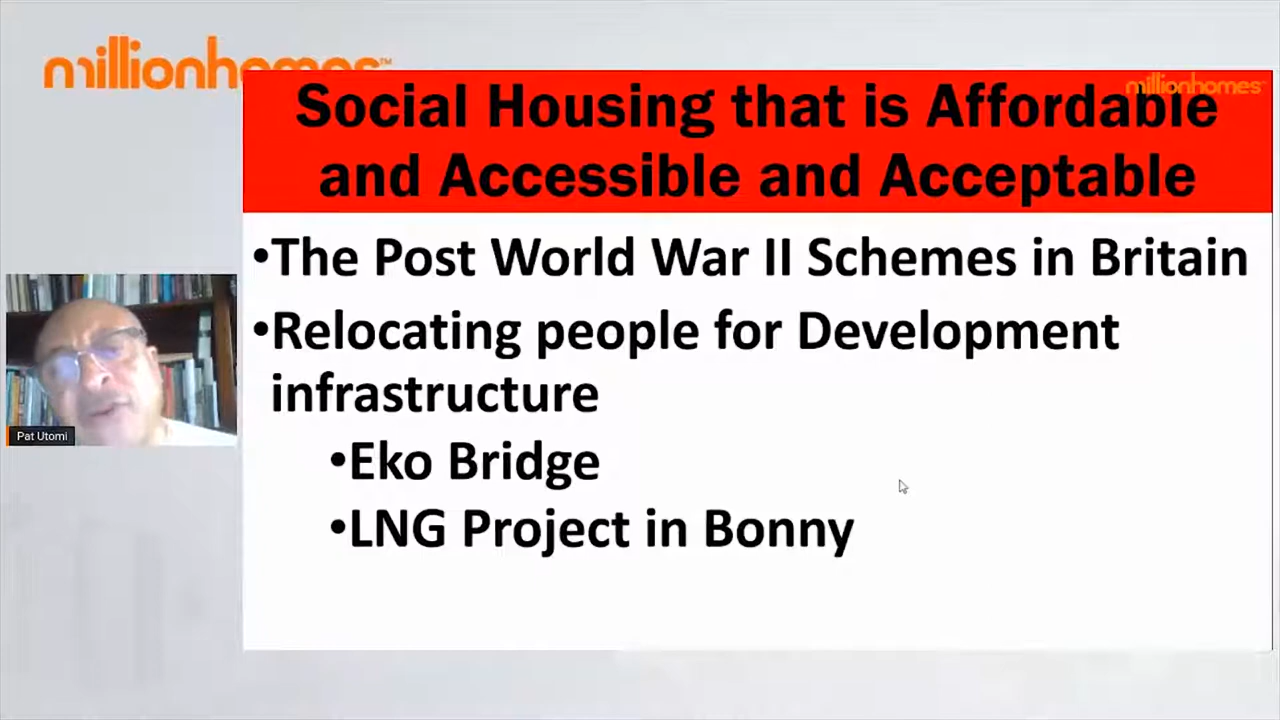 millionhomes™
millionhomes
Social Housing that is Affordable
and Accessible and Acceptable
•The Post World War II Schemes in Britain
•Relocating people for Development
infrastructure
•Eko Bridge
•LNG Project in Bonny
Pat Utomi